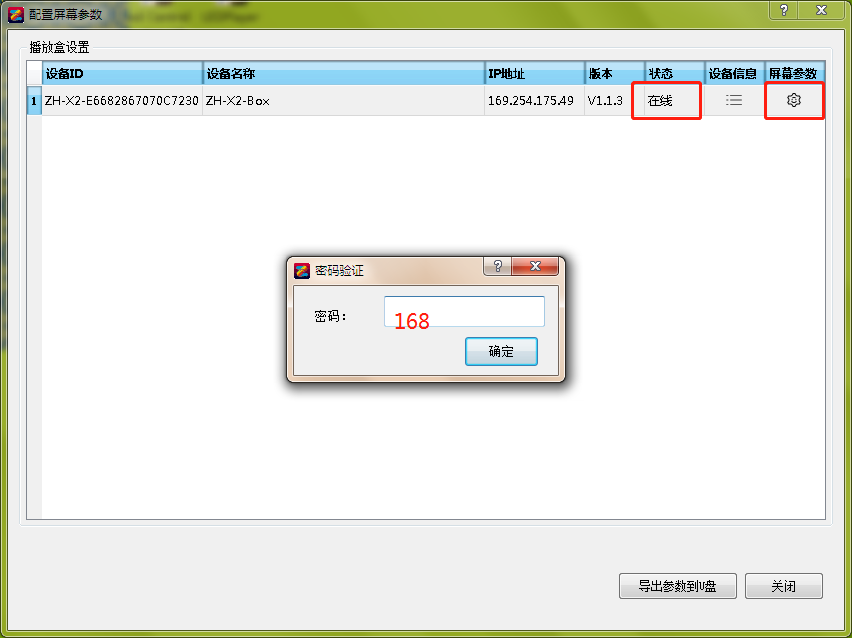 配置屏幕参数
播放盒设置
设备ID 设备名称 IP地址 版本 状态 设备信息 屏幕参数
1 ZH-X2-E6682867070C7230 ZH-X2-Box 169.254.175.49 V1.1.3 在线
密码验证
密码：
168
确定
导出参数到U盘 关闭